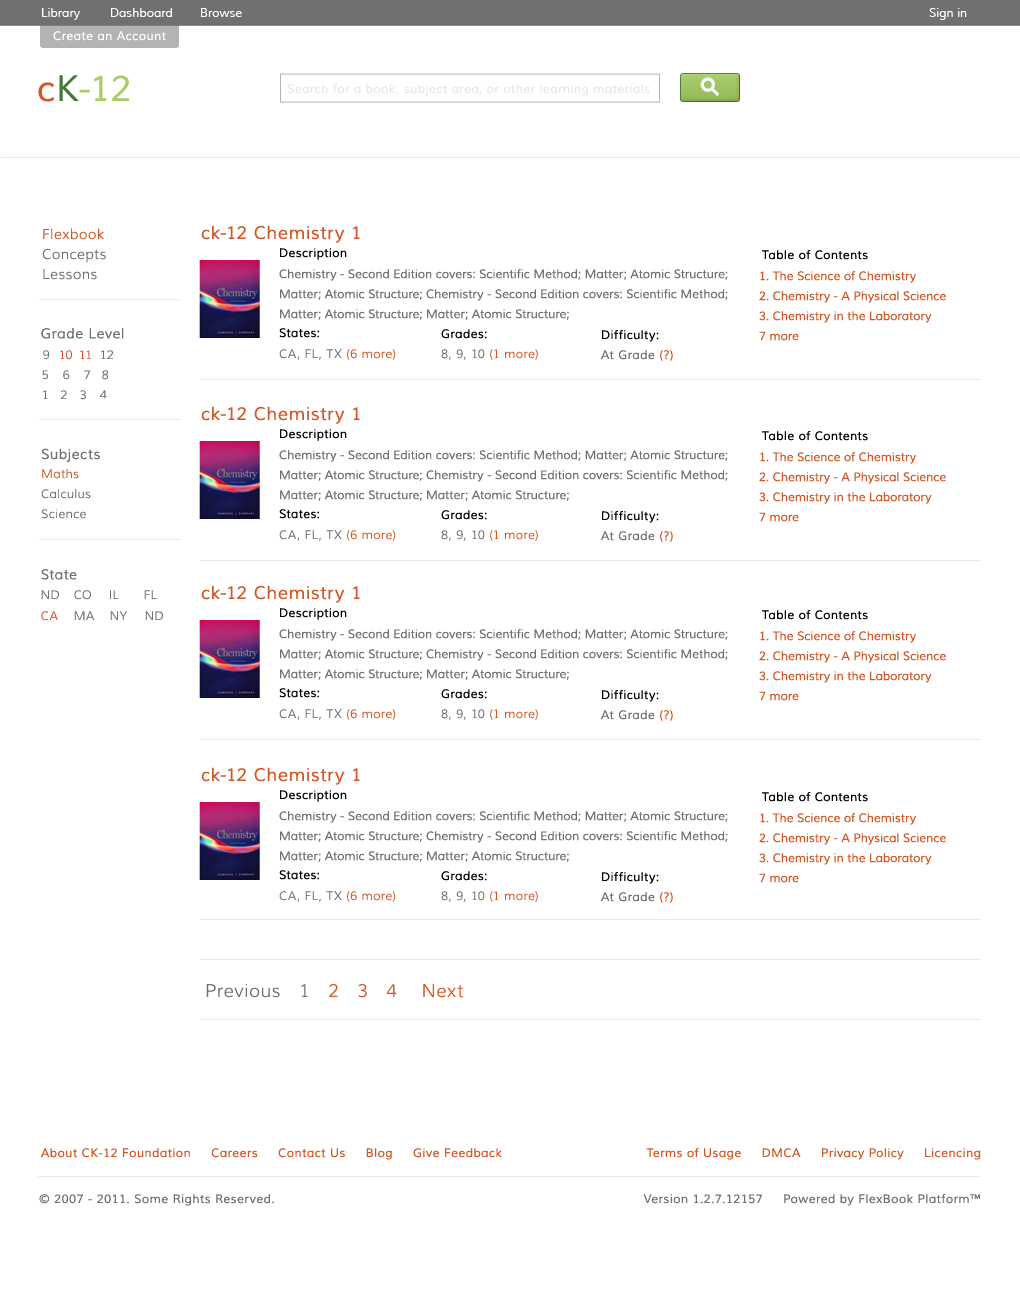 Library Dashboard Browse Sign in
Create an Account
cK-12
Search for a book, subject area, or other learning materials
Flexbook
Concepts
Lessons
Grade Level
9 10 11 12
5 6 7 8
1 2 3 4
Subjects
Maths
Calculus
Science
State
ND CO IL FL
CA MA NY ND
ck-12 Chemistry 1
Chemistry
Description
Chemistry - Second Edition covers: Scientific Method; Matter; Atomic Structure;
Matter; Atomic Structure; Chemistry - Second Edition covers: Scientific Method;
Matter; Atomic Structure; Matter; Atomic Structure;
States: Grades: Difficulty:
CA, FL, TX (6 more) 8, 9, 10 (1 more) At Grade (?)
Table of Contents
1. The Science of Chemistry
2. Chemistry - A Physical Science
3. Chemistry in the Laboratory
7 more
ck-12 Chemistry 1
Chemistry
Description
Chemistry - Second Edition covers: Scientific Method; Matter; Atomic Structure;
Matter; Atomic Structure; Chemistry - Second Edition covers: Scientific Method;
Matter; Atomic Structure; Matter; Atomic Structure;
States: Grades: Difficulty:
CA, FL, TX (6 more) 8, 9, 10 (1 more) At Grade (?)
Table of Contents
1. The Science of Chemistry
2. Chemistry - A Physical Science
3. Chemistry in the Laboratory
7 more
ck-12 Chemistry 1
Chemistry
Description
Chemistry - Second Edition covers: Scientific Method; Matter; Atomic Structure;
Matter; Atomic Structure; Chemistry - Second Edition covers: Scientific Method;
Matter; Atomic Structure; Matter; Atomic Structure;
States: Grades: Difficulty:
CA, FL, TX (6 more) 8, 9, 10 (1 more) At Grade (?)
Table of Contents
1. The Science of Chemistry
2. Chemistry - A Physical Science
3. Chemistry in the Laboratory
7 more
ck-12 Chemistry 1
Chemistry
Description
Chemistry - Second Edition covers: Scientific Method; Matter; Atomic Structure;
Matter; Atomic Structure; Chemistry - Second Edition covers: Scientific Method;
Matter; Atomic Structure; Matter; Atomic Structure;
States: Grades: Difficulty:
CA, FL, TX (6 more) 8, 9, 10 (1 more) At Grade (?)
Table of Contents
1. The Science of Chemistry
2. Chemistry - A Physical Science
3. Chemistry in the Laboratory
7 more
Previous 1 2 3 4 Next
About CK-12 Foundation Careers Contact Us Blog Give Feedback Terms of Usage DMCA Privacy Policy Licencing
© 2007 - 2011. Some Rights Reserved. Version 1.2.7.12157 Powered by FlexBook Platform™